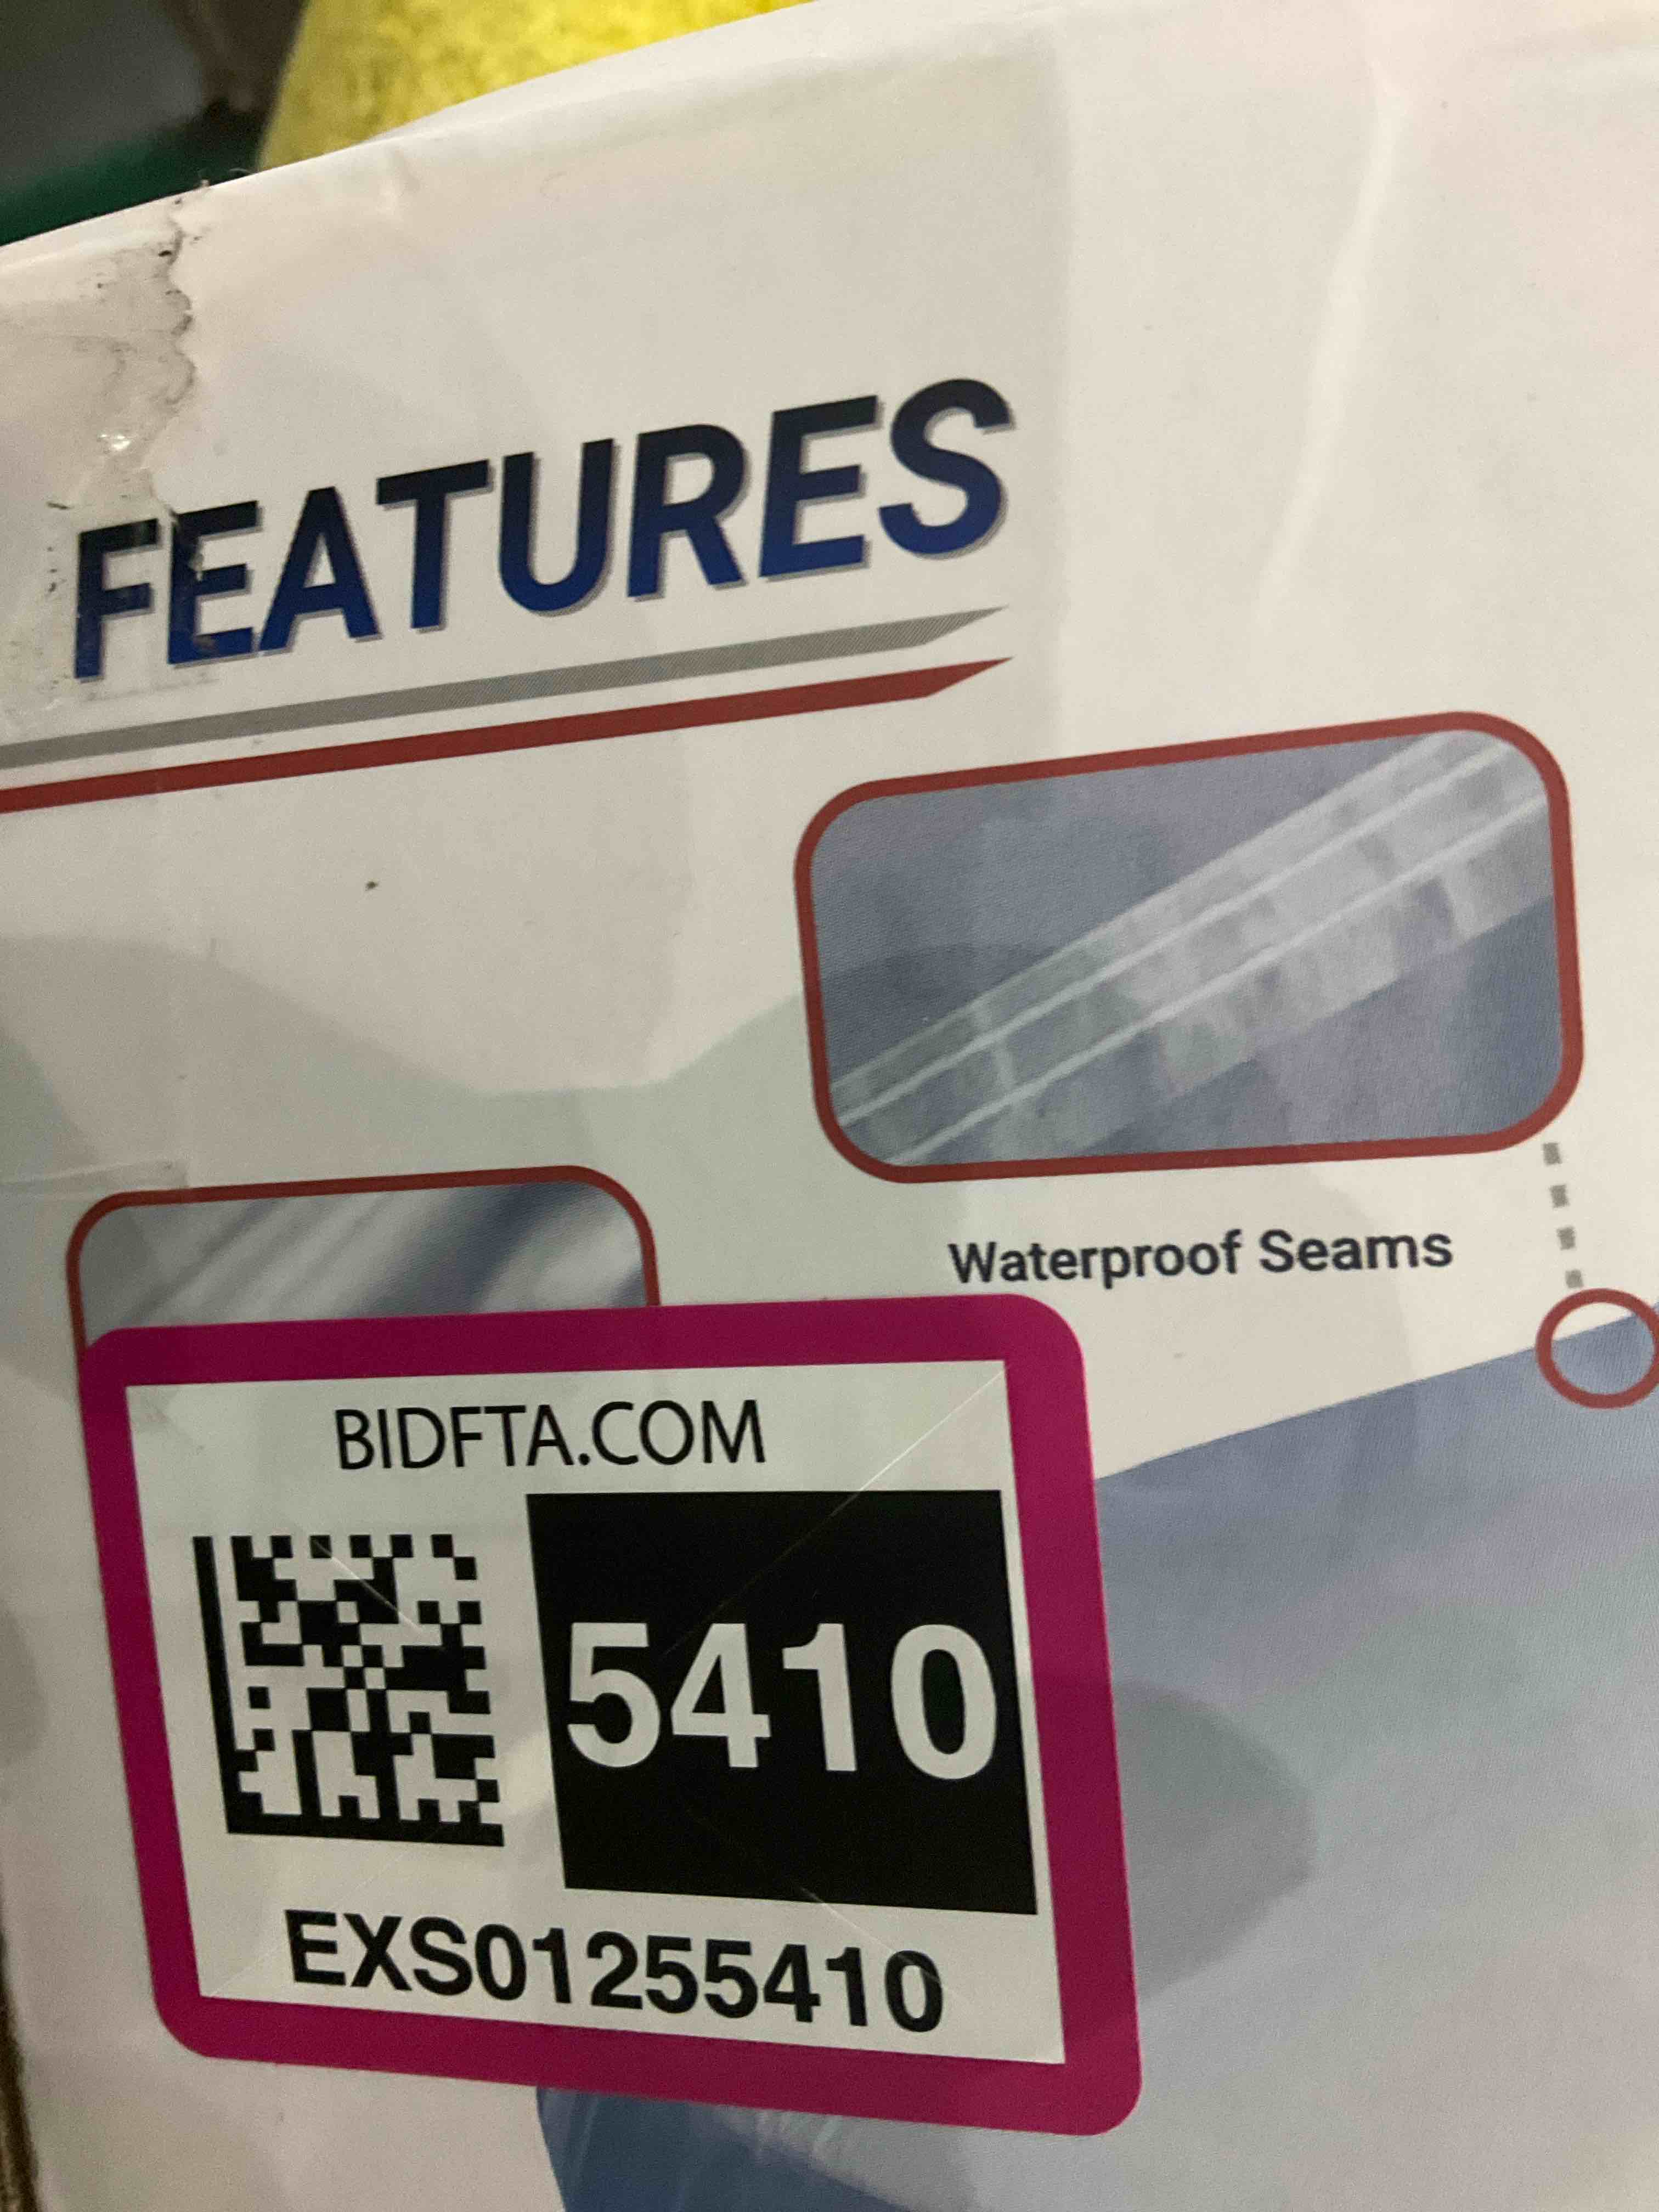 FEATURES
Waterproof Seams
BIDFTA.COM
5410
EXS01255410